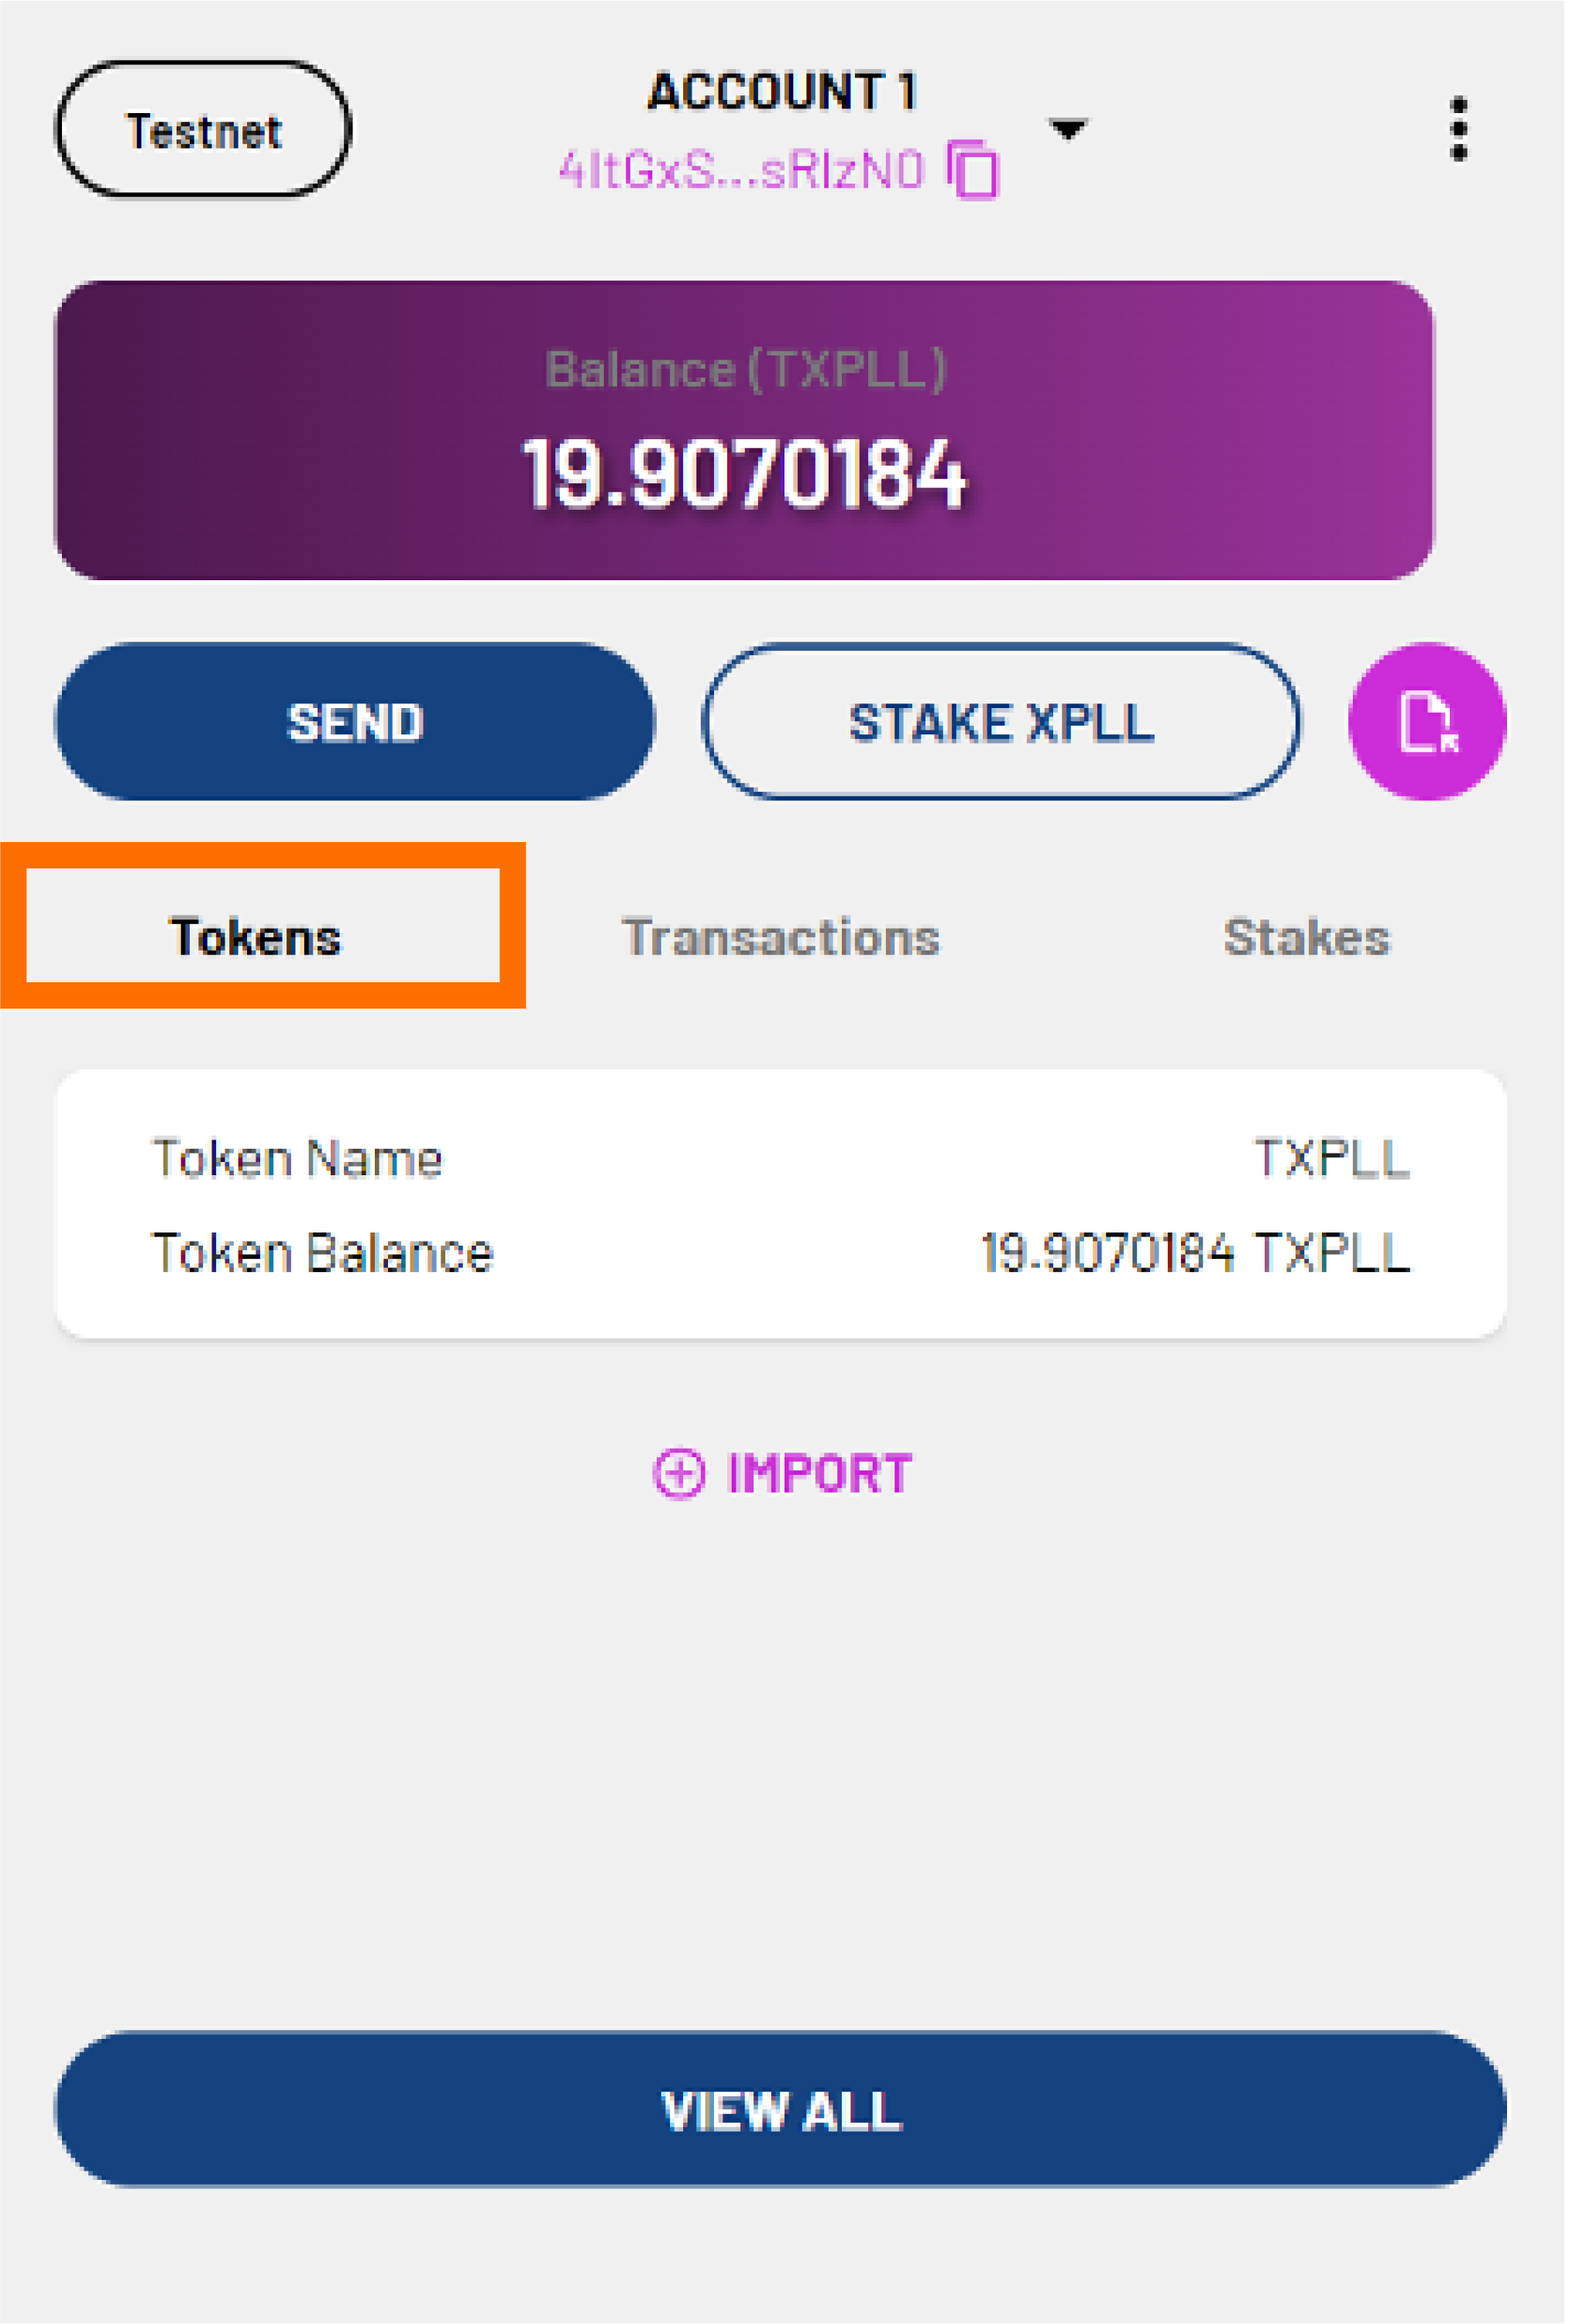 Testnet
ACCOUNT 1
4ItGxS...sRIzN0
Balance (TXPLL)
19.9070184
SEND
STAKE XPLL
Tokens
Transactions
Stakes
Token Name
TXPLL
Token Balance
19.9070184 TXPLL
IMPORT
VIEW ALL